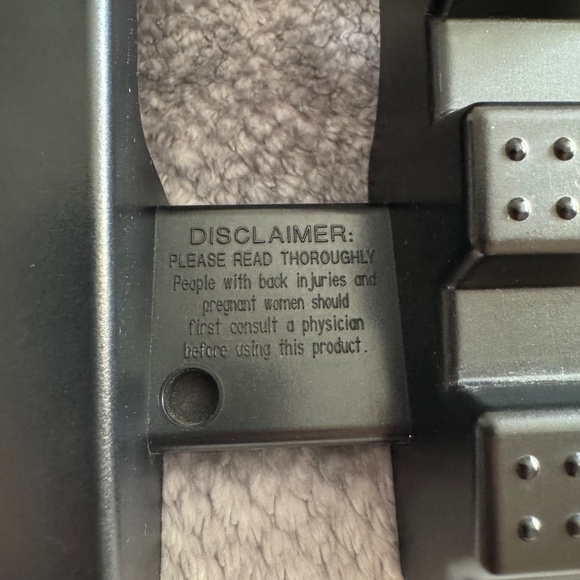 DISCLAIMER:
PLEASE READ THOROUGHLY
People with back injuries and
pregnant women should
first consult a physician
before using this product.